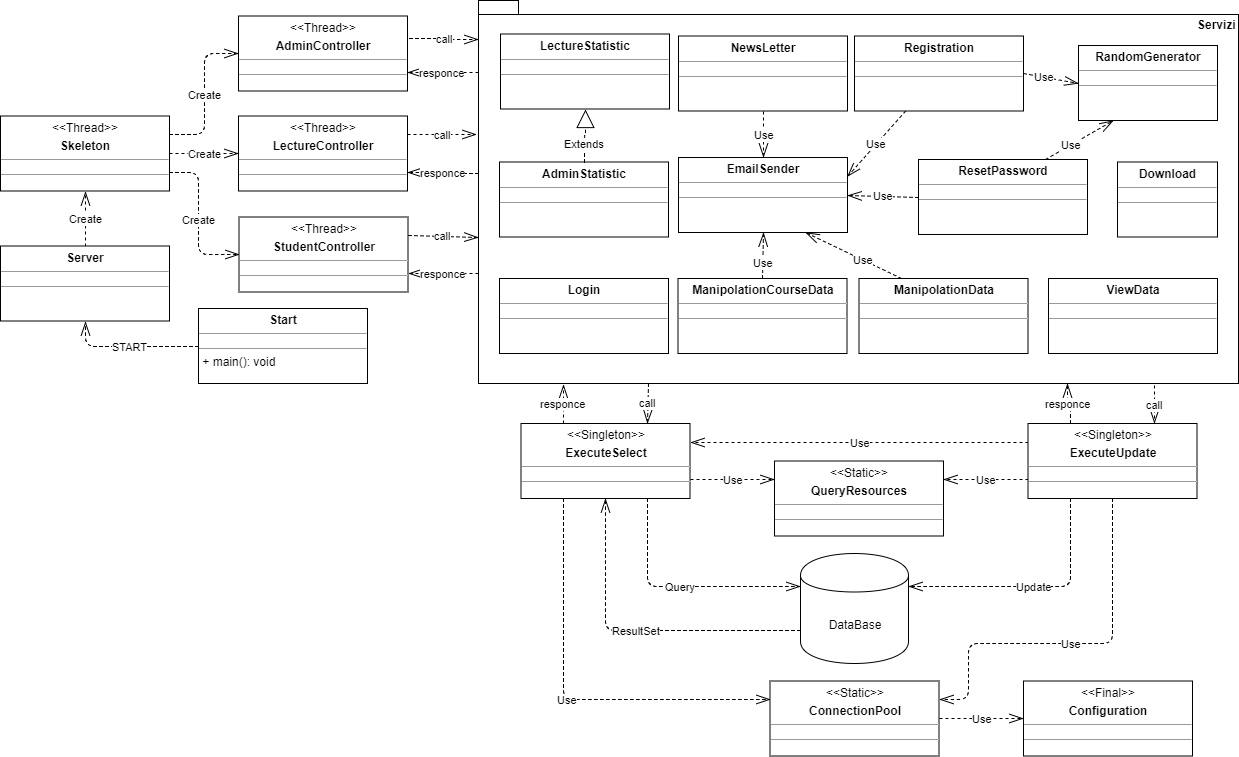 Servizi
<<Thread>>
AdminController
call
responce
Create
<<Thread>>
Skeleton
Create
<<Thread>>
LectureController
call
responce
Create
<<Thread>>
StudentController
call
responce
Create
Server
START
Start
+ main(): void
LectureStatistic
NewsLetter
Registration
RandomGenerator
Use
Extends
Use
Use
Use
AdminStatistic
EmailSender
Use
ResetPassword
Download
Use
Use
Login
ManipolationCourseData
ManipolationData
ViewData
responce
call
responce
call
<<Singleton>>
ExecuteSelect
Use
<<Singleton>>
ExecuteUpdate
Use
<<Static>>
QueryResources
Use
Query
Update
DataBase
ResultSet
Use
Use
<<Static>>
ConnectionPool
Use
<<Final>>
Configuration